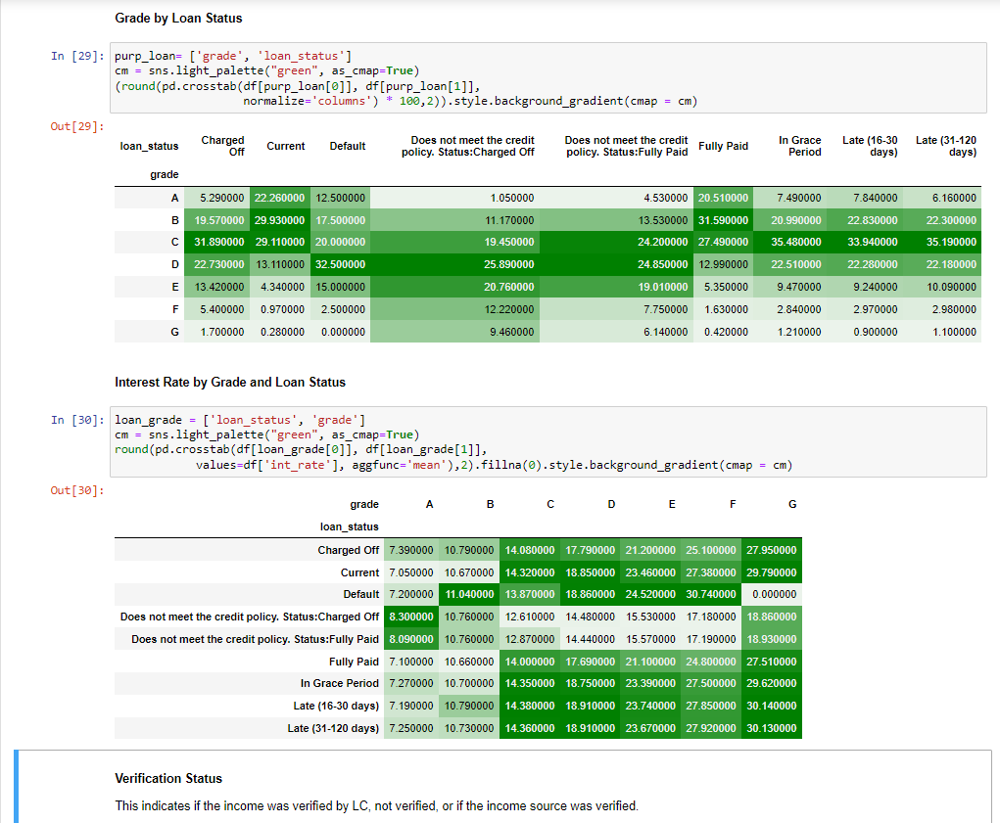 Grade by Loan Status
In [29]:
purp_loan= ['grade', 'loan_status']
cm = sns.light_palette("green", as_cmap=True)
(round(pd.crosstab(df[purp_loan[0]], df[purp_loan[1]],
normalize='columns') * 100,2)).style.background_gradient(cmap = cm)
Out[29]:
loan_status Charged Off Current Default Does not meet the credit policy. Status:Charged Off Does not meet the credit policy. Status:Fully Paid Fully Paid In Grace Period Late (16-30 days) Late (31-120 days)
grade
A 5.290000 22.260000 12.500000 1.050000 4.530000 20.510000 7.490000 7.840000 6.160000
B 19.570000 29.930000 17.500000 11.170000 13.530000 31.590000 20.990000 22.830000 22.300000
C 31.890000 29.110000 20.000000 19.450000 24.200000 27.490000 35.480000 33.940000 35.190000
D 22.730000 13.110000 32.500000 25.890000 24.850000 12.990000 22.510000 22.280000 22.180000
E 13.420000 4.340000 15.000000 20.760000 19.010000 5.350000 9.470000 9.240000 10.090000
F 5.400000 0.970000 2.500000 12.220000 7.750000 1.630000 2.840000 2.970000 2.980000
G 1.700000 0.280000 0.000000 9.460000 6.140000 0.420000 1.210000 0.900000 1.100000
Interest Rate by Grade and Loan Status
In [30]:
loan_grade = ['loan_status', 'grade']
cm = sns.light_palette("green", as_cmap=True)
round(pd.crosstab(df[loan_grade[0]], df[loan_grade[1]],
values=df['int_rate'], aggfunc='mean'),2).fillna(0).style.background_gradient(cmap = cm)
Out[30]:
grade A B C D E F G
loan_status
Charged Off 7.390000 10.790000 14.080000 17.790000 21.200000 25.100000 27.950000
Current 7.050000 10.670000 14.320000 18.850000 23.460000 27.380000 29.790000
Default 7.200000 11.040000 13.870000 18.860000 24.520000 30.740000 0.000000
Does not meet the credit policy. Status:Charged Off 8.300000 10.760000 12.610000 14.480000 15.530000 17.180000 18.860000
Does not meet the credit policy. Status:Fully Paid 8.090000 10.760000 12.870000 14.440000 15.570000 17.190000 18.930000
Fully Paid 7.100000 10.660000 14.000000 17.690000 21.100000 24.800000 27.510000
In Grace Period 7.270000 10.700000 14.350000 18.750000 23.390000 27.500000 29.620000
Late (16-30 days) 7.190000 10.790000 14.380000 18.910000 23.740000 27.850000 30.140000
Late (31-120 days) 7.250000 10.730000 14.360000 18.910000 23.670000 27.920000 30.130000
Verification Status
This indicates if the income was verified by LC, not verified, or if the income source was verified.